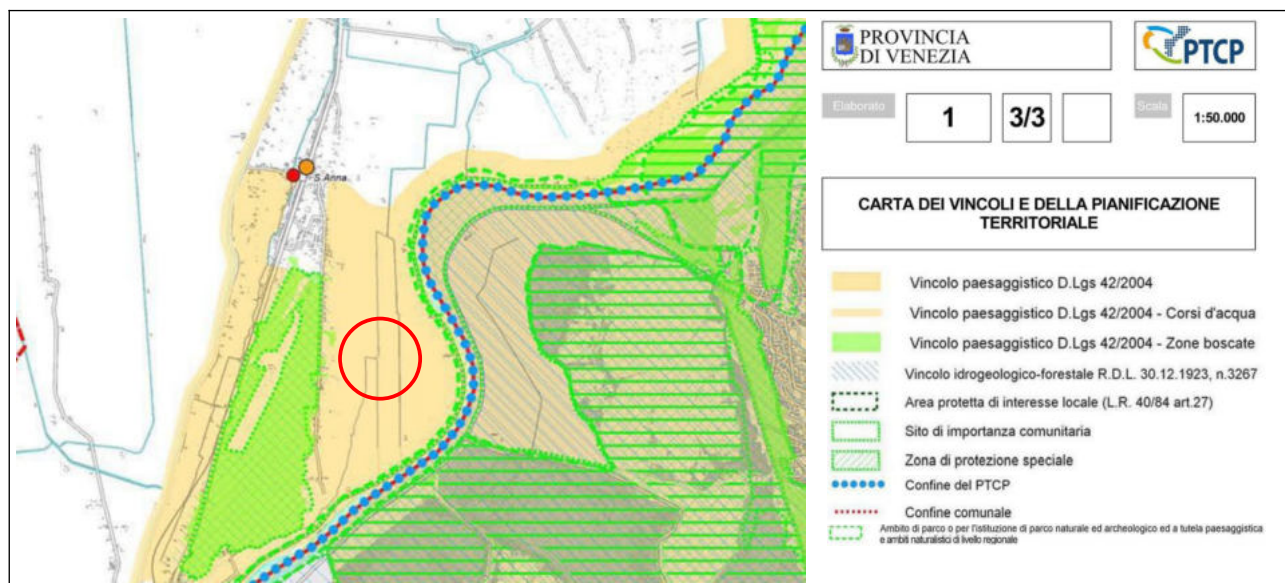 S. Anna
PROVINCIA
DI VENEZIA
PTCP
Elaborato
1
3/3
Scala
1:50.000
CARTA DEI VINCOLI E DELLA PIANIFICAZIONE
TERRITORIALE
Vincolo paesaggistico D.Lgs 42/2004
Vincolo paesaggistico D.Lgs 42/2004 - Corsi d'acqua
Vincolo paesaggistico D.Lgs 42/2004 - Zone boscate
Vincolo idrogeologico-forestale R.D.L. 30.12.1923, n.3267
Area protetta di interesse locale (L.R. 40/84 art.27)
Sito di importanza comunitaria
Zona di protezione speciale
Confine del PTCP
Confine comunale
Ambito di parco o per l'istituzione di parco naturale ed archeologico ed a tutela paesaggistica
e ambiti naturalistici di livello regionale